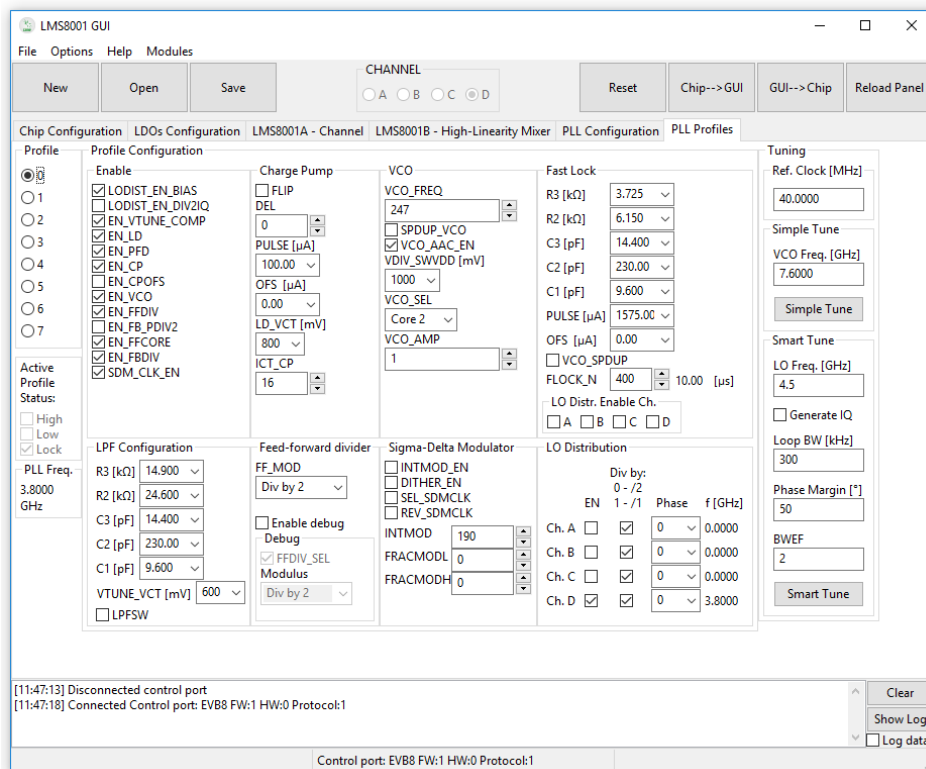 LMS8001 GUI
File Options Help Modules
New Open Save
CHANNEL
A B C D
Reset Chip-->GUI GUI-->Chip Reload Panel
Chip Configuration LDOs Configuration LMS8001A - Channel LMS8001B - High-Linearity Mixer PLL Configuration PLL Profiles
Profile
0
1
2
3
4
5
6
7
Active
Profile
Status:
High
Low
Lock
PLL Freq.
3.8000
GHz
Profile Configuration
Enable
LODIST_EN_BIAS
LODIST_EN_DIV2IQ
EN_VTUNE_COMP
EN_LD
EN_PFD
EN_CP
EN_CPOFS
EN_VCO
EN_FFDIV
EN_FB_PDIV2
EN_FFCORE
EN_FBDIV
SDM_CLK_EN
Charge Pump
FLIP
DEL
0
PULSE [µA]
100.00
OFS [µA]
0.00
LD_VCT [mV]
800
ICT_CP
16
VCO
VCO_FREQ
247
SPDUP_VCO
VCO_AAC_EN
VDIV_SWVDD [mV]
1000
VCO_SEL
Core 2
VCO_AMP
1
Fast Lock
R3 [kΩ] 3.725
R2 [kΩ] 6.150
C3 [pF] 14.400
C2 [pF] 230.00
C1 [pF] 9.600
PULSE [µA] 1575.00
OFS [µA] 0.00
VCO_SPDUP
FLOCK_N 400 10.00 [µs]
LO Distr. Enable Ch.
A B C D
LPF Configuration
R3 [kΩ] 14.900
R2 [kΩ] 24.600
C3 [pF] 14.400
C2 [pF] 230.00
C1 [pF] 9.600
VTUNE_VCT [mV] 600
LPFSW
Feed-forward divider
FF_MOD
Div by 2
Enable debug
Debug
FFDIV_SEL
Modulus
Div by 2
Sigma-Delta Modulator
INTMOD_EN
DITHER_EN
SEL_SDMCLK
REV_SDMCLK
INTMOD 190
FRACMODL 0
FRACMODH 0
LO Distribution
Div by:
0 - /2
EN 1 - /1 Phase f [GHz]
Ch. A 0 0.0000
Ch. B 0 0.0000
Ch. C 0 0.0000
Ch. D 0 3.8000
Tuning
Ref. Clock [MHz]
40.0000
Simple Tune
VCO Freq. [GHz]
7.6000
Simple Tune
Smart Tune
LO Freq. [GHz]
4.5
Generate IQ
Loop BW [kHz]
300
Phase Margin [°]
50
BWEF
2
Smart Tune
[11:47:13] Disconnected control port
[11:47:18] Connected Control port: EVB8 FW:1 HW:0 Protocol:1
Clear
Show Log
Log data
Control port: EVB8 FW:1 HW:0 Protocol:1